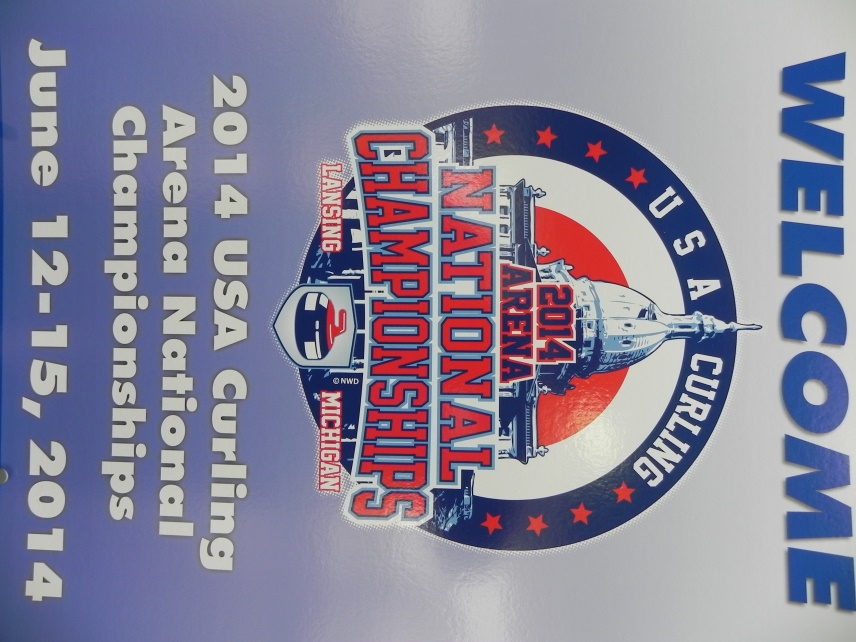 WELCOME
USA CURLING
2014
ARENA
NATIONAL
CHAMPIONSHIPS
LANSING MICHIGAN
© NWD
2014 USA Curling
Arena National
Championships
June 12-15, 2014